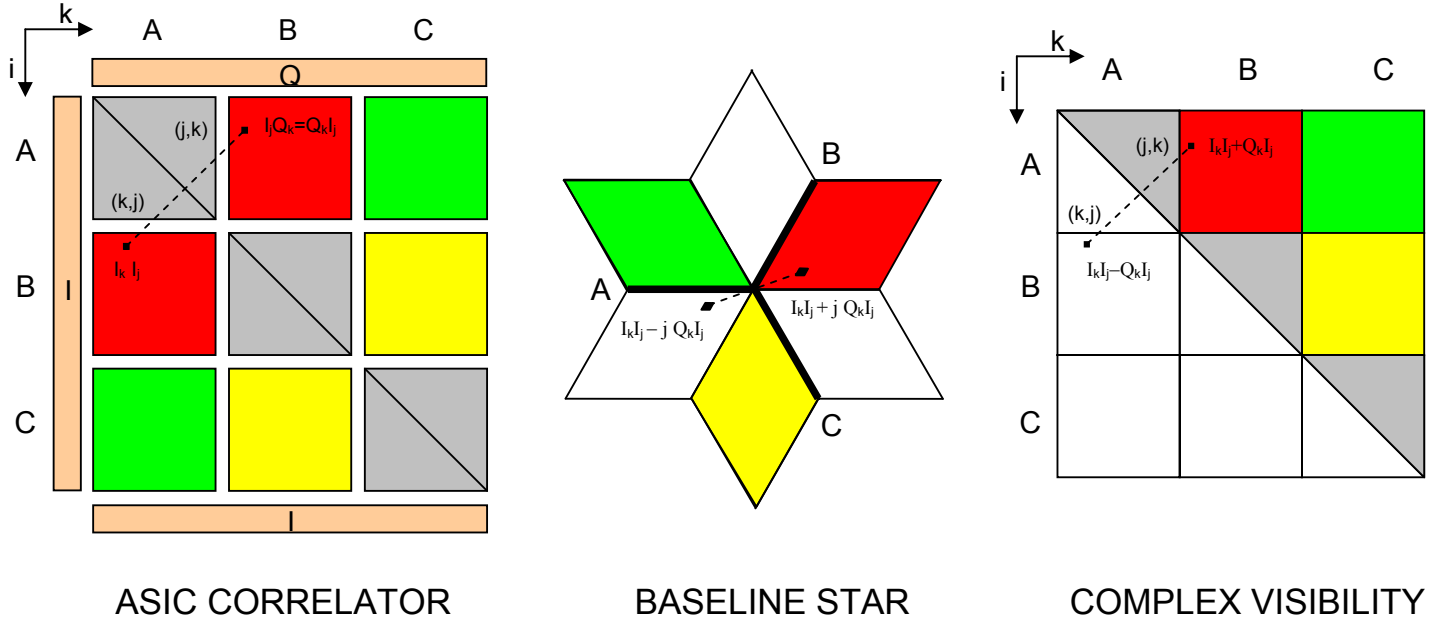 k
i
A B C
Q
A
(j,k)
IⱼQₖ=QₖIⱼ
(k,j)
Iₖ Iⱼ
B
I
C
I
ASIC CORRELATOR
B
A
IₖIⱼ – j QₖIⱼ
IₖIⱼ + j QₖIⱼ
C
BASELINE STAR
k
i
A B C
A
(j,k)
IₖIⱼ+QₖIⱼ
(k,j)
IₖIⱼ–QₖIⱼ
B
C
COMPLEX VISIBILITY